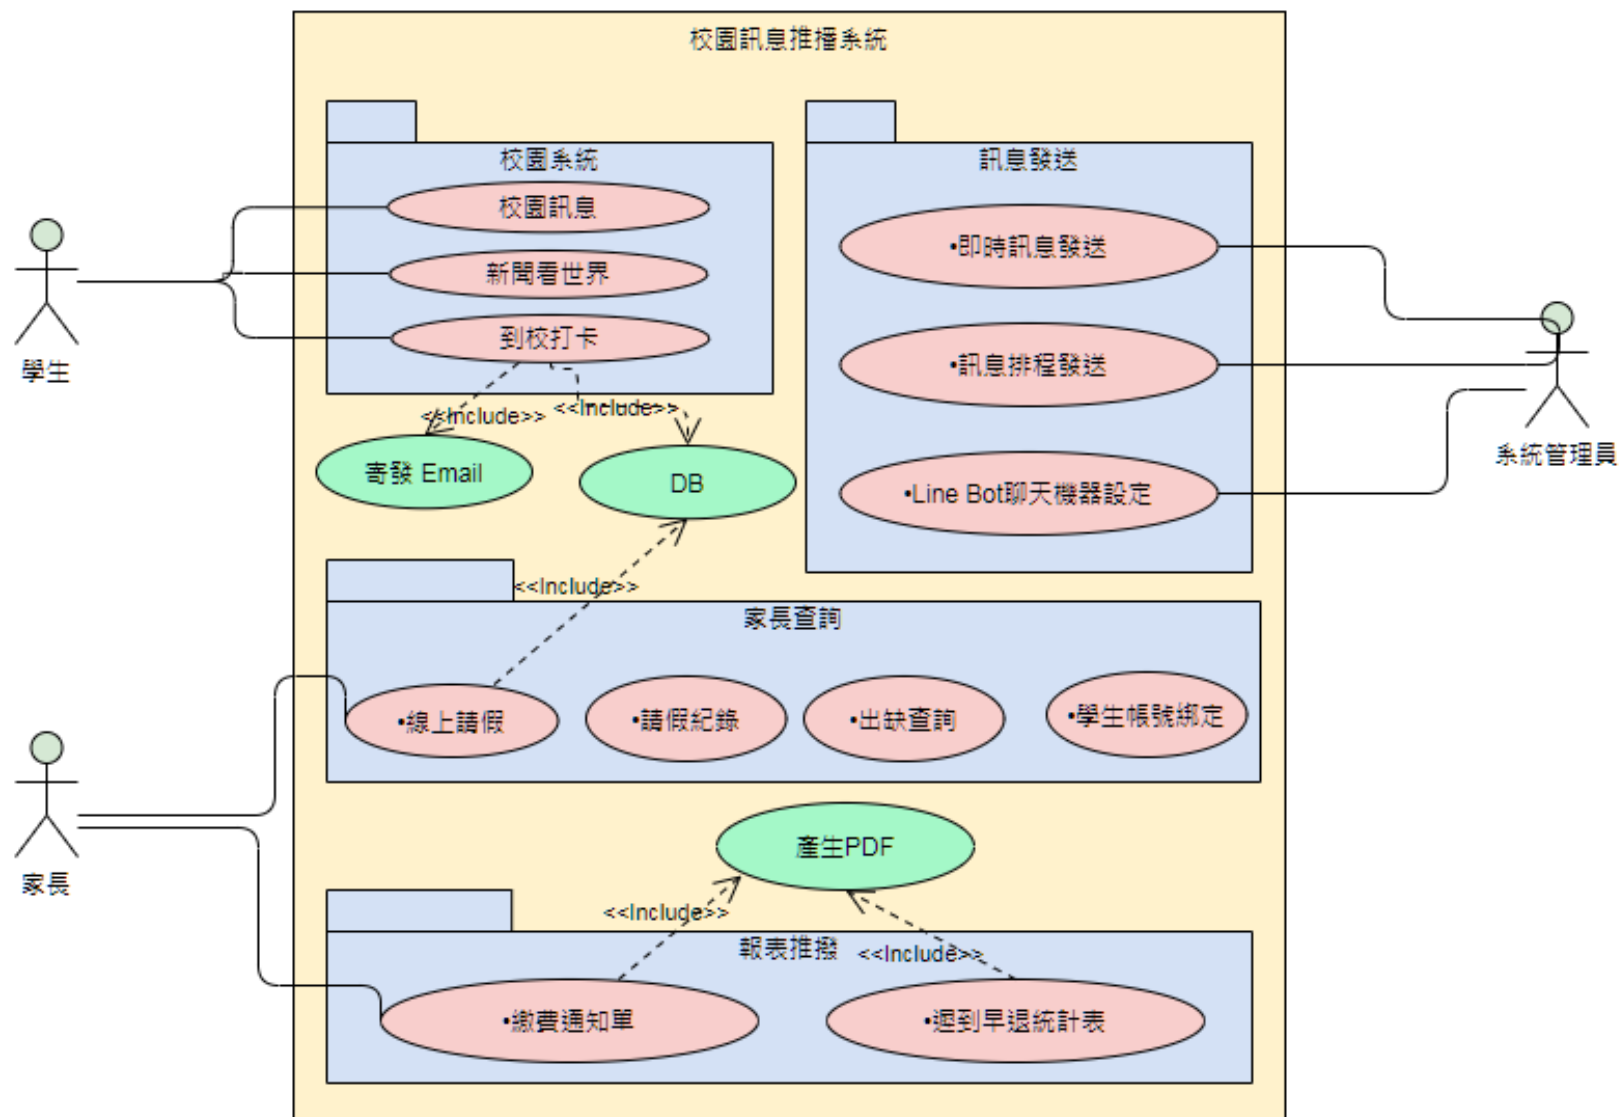 校園訊息推播系統
校園系統
校園訊息
新聞看世界
到校打卡
學生
<<Include>>
<<Include>>
寄發 Email
DB
訊息發送
•即時訊息發送
•訊息排程發送
•Line Bot聊天機器設定
系統管理員
<<Include>>
家長查詢
•線上請假
•請假紀錄
•出缺查詢
•學生帳號綁定
家長
產生PDF
<<Include>>
報表推撥
<<Include>>
•繳費通知單
•遲到早退統計表